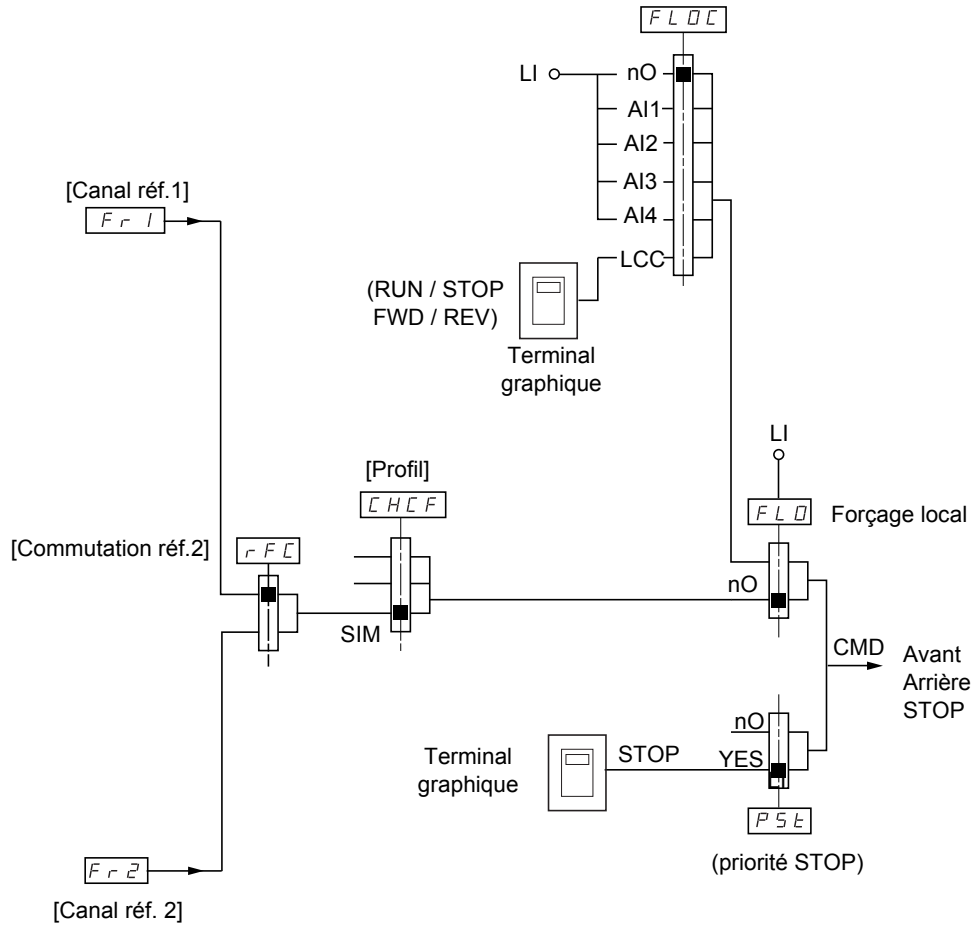 FLOC
LI
nO
AI1
AI2
AI3
AI4
LCC
[Canal réf.1]
Fr1
(RUN / STOP
FWD / REV)
Terminal
graphique
LI
[Profil]
CHCF
FLO
Forçage local
[Commutation réf.2]
rFC
nO
SIM
CMD
Avant
Arrière
STOP
nO
Terminal
graphique
STOP
YES
PSt
(priorité STOP)
Fr2
[Canal réf. 2]